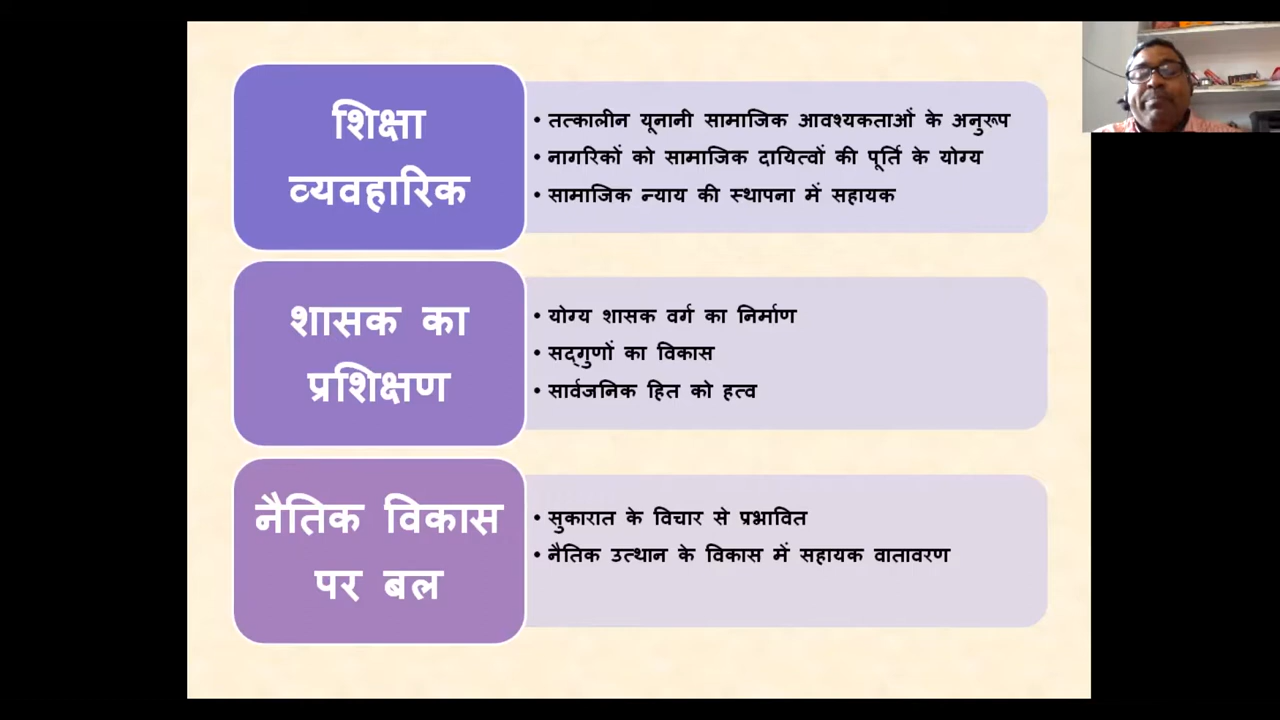 शिक्षा
व्यवहारिक
• तत्कालीन यूनानी सामाजिक आवश्यकताओं के अनुरूप
• नागरिकों को सामाजिक दायित्वों की पूर्ति के योग्य
• सामाजिक न्याय की स्थापना में सहायक
शासक का
प्रशिक्षण
• योग्य शासक वर्ग का निर्माण
• सद्गुणों का विकास
• सार्वजनिक हित को हत्व
नैतिक विकास
पर बल
• सुकारात के विचार से प्रभावित
• नैतिक उत्थान के विकास में सहायक वातावरण